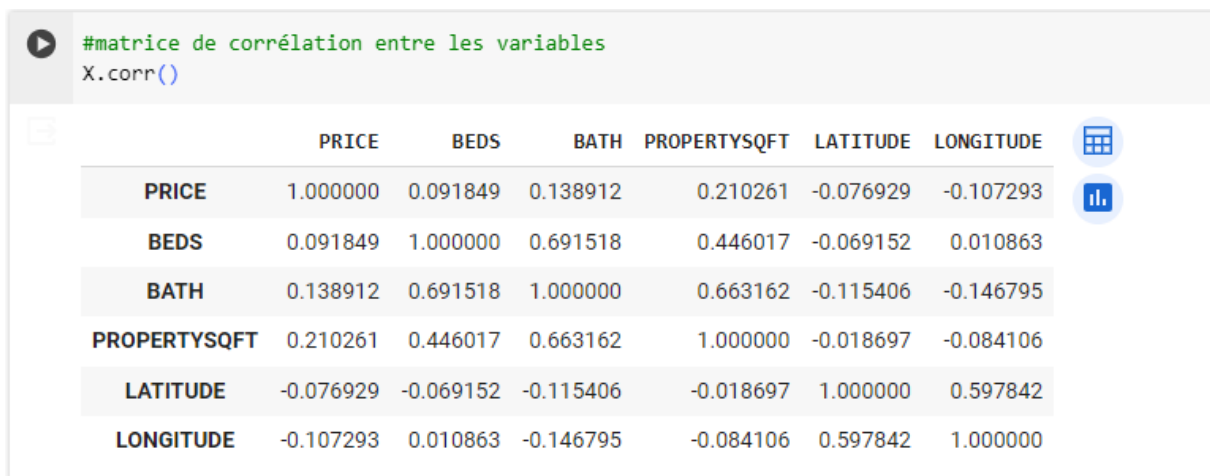 #matrice de corrélation entre les variables
X.corr()
PRICE BEDS BATH PROPERTYSQFT LATITUDE LONGITUDE
PRICE 1.000000 0.091849 0.138912 0.210261 -0.076929 -0.107293
BEDS 0.091849 1.000000 0.691518 0.446017 -0.069152 0.010863
BATH 0.138912 0.691518 1.000000 0.663162 -0.115406 -0.146795
PROPERTYSQFT 0.210261 0.446017 0.663162 1.000000 -0.018697 -0.084106
LATITUDE -0.076929 -0.069152 -0.115406 -0.018697 1.000000 0.597842
LONGITUDE -0.107293 0.010863 -0.146795 -0.084106 0.597842 1.000000